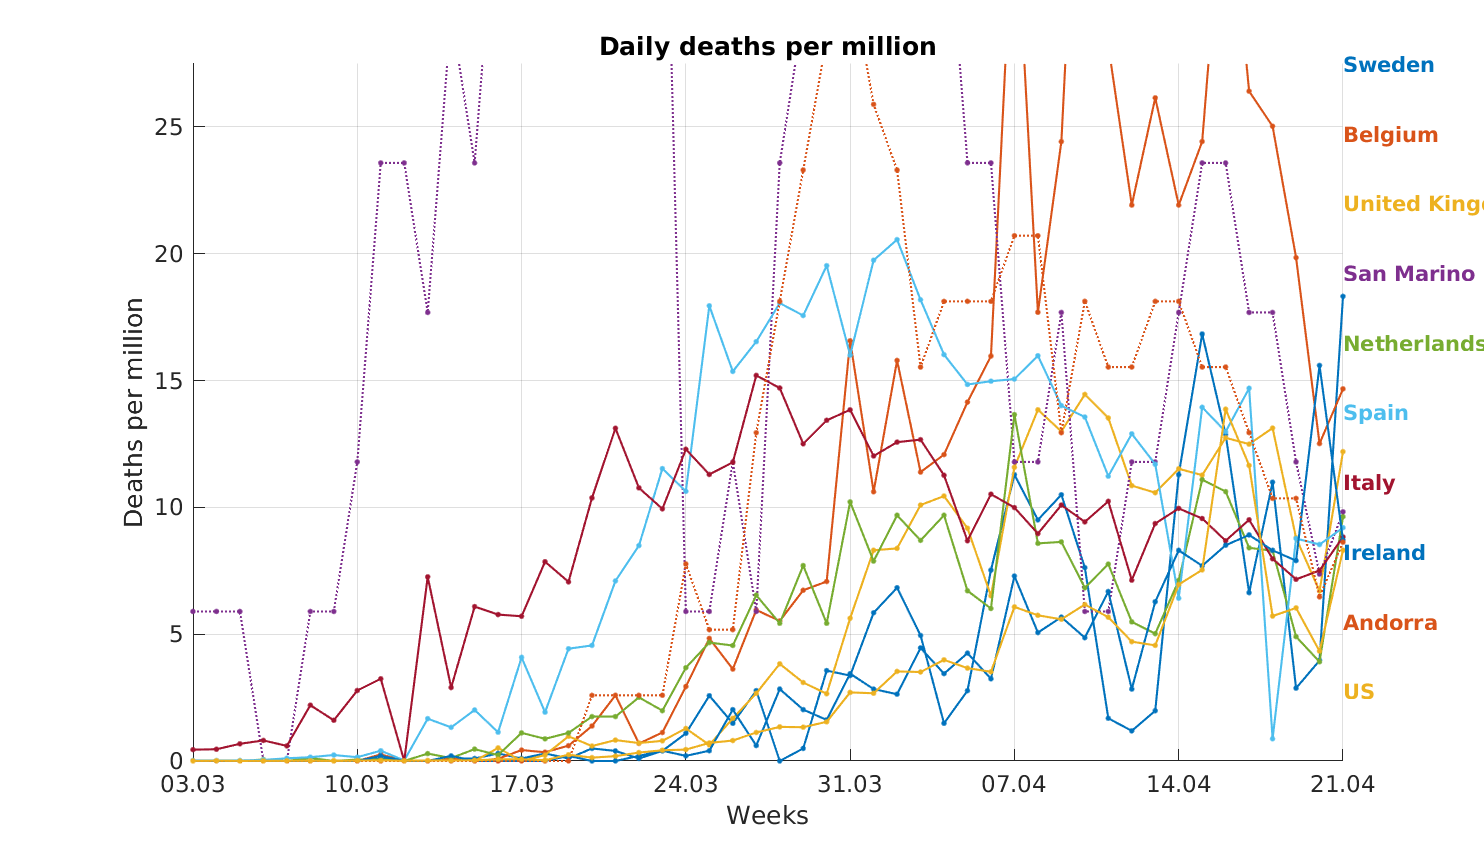 Daily deaths per million
Deaths per million
25
20
15
10
5
0
03.03 10.03 17.03 24.03 31.03 07.04 14.04 21.04
Weeks
Sweden
Belgium
United King
San Marino
Netherlands
Spain
Italy
Ireland
Andorra
US